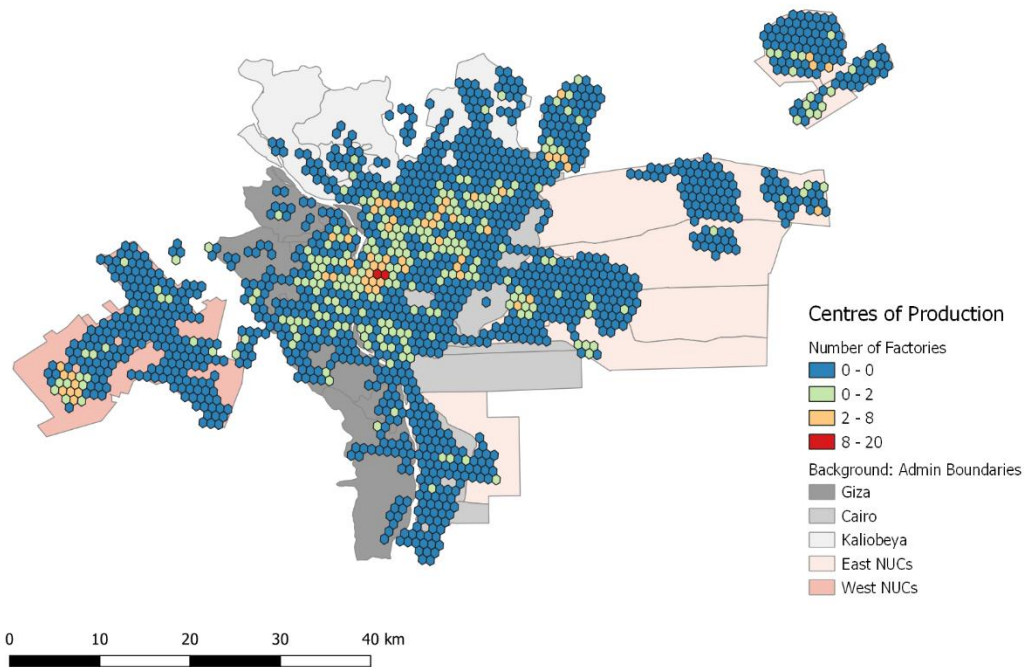 Centres of Production
Number of Factories
0 - 0
0 - 2
2 - 8
8 - 20
Background: Admin Boundaries
Giza
Cairo
Kaliobeya
East NUCs
West NUCs
0 10 20 30 40 km